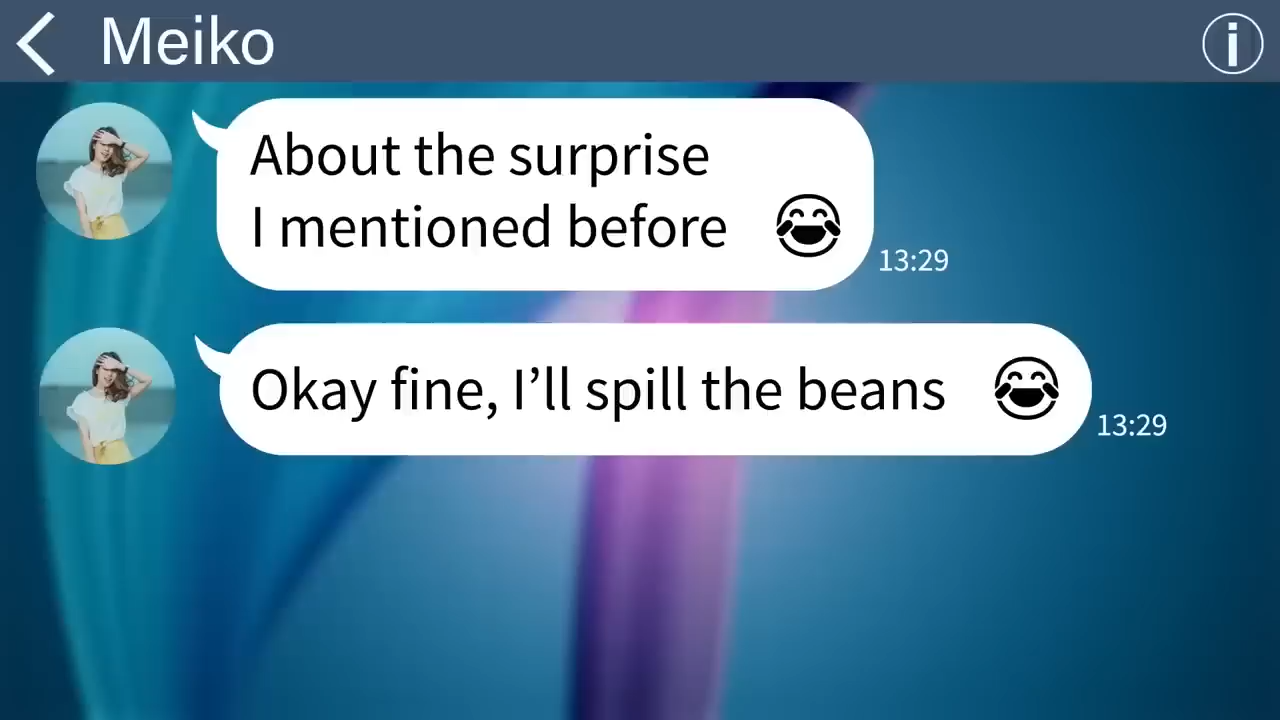 Meiko
About the surprise
I mentioned before 😂
13:29
Okay fine, I’ll spill the beans 😂
13:29